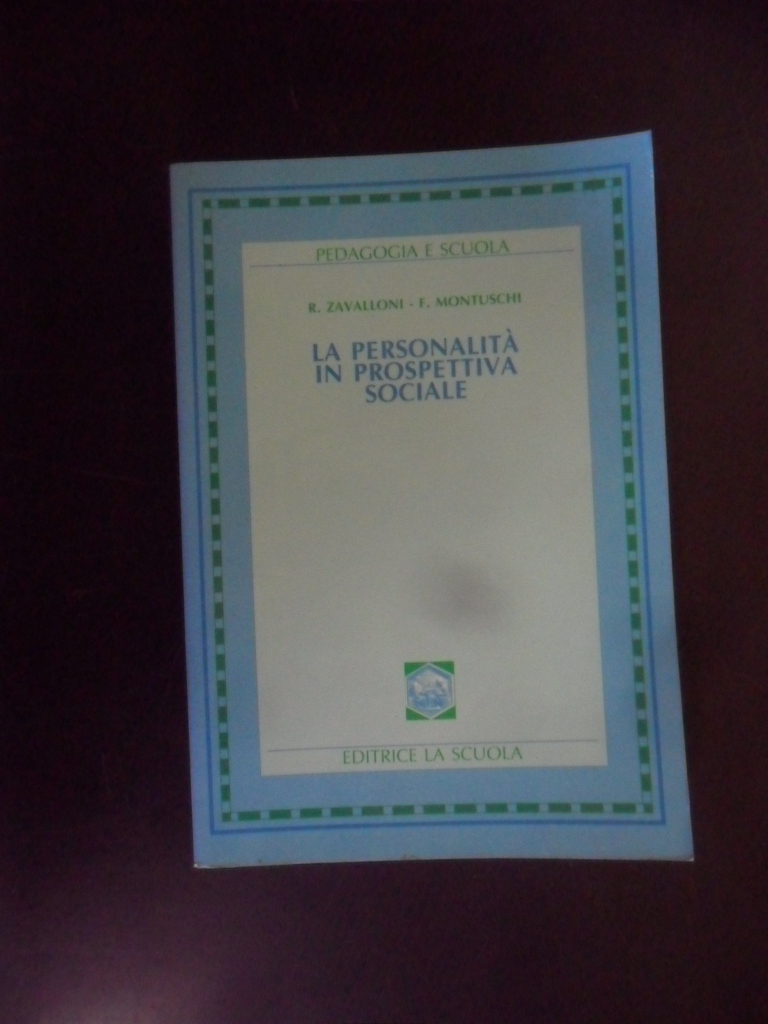 PEDAGOGIA E SCUOLA
R. ZAVALLONI - F. MONTUSCHI
LA PERSONALITÀ
IN PROSPETTIVA
SOCIALE
EDITRICE LA SCUOLA